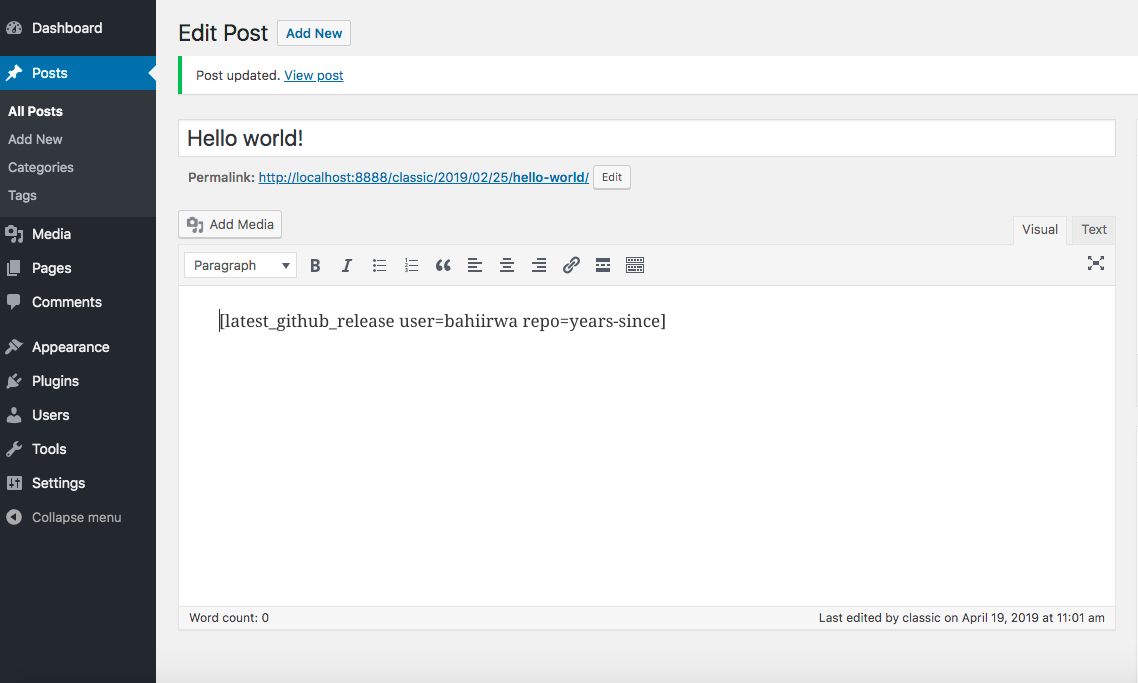 Dashboard
Posts
All Posts
Add New
Categories
Tags
Media
Pages
Comments
Appearance
Plugins
Users
Tools
Settings
Collapse menu
Edit Post Add New
Post updated. View post
Hello world!
Permalink: http://localhost:8888/classic/2019/02/25/hello-world/ Edit
Add Media
Visual Text
Paragraph
[latest_github_release user=bahiirwa repo=years-since]
Word count: 0 Last edited by classic on April 19, 2019 at 11:01 am